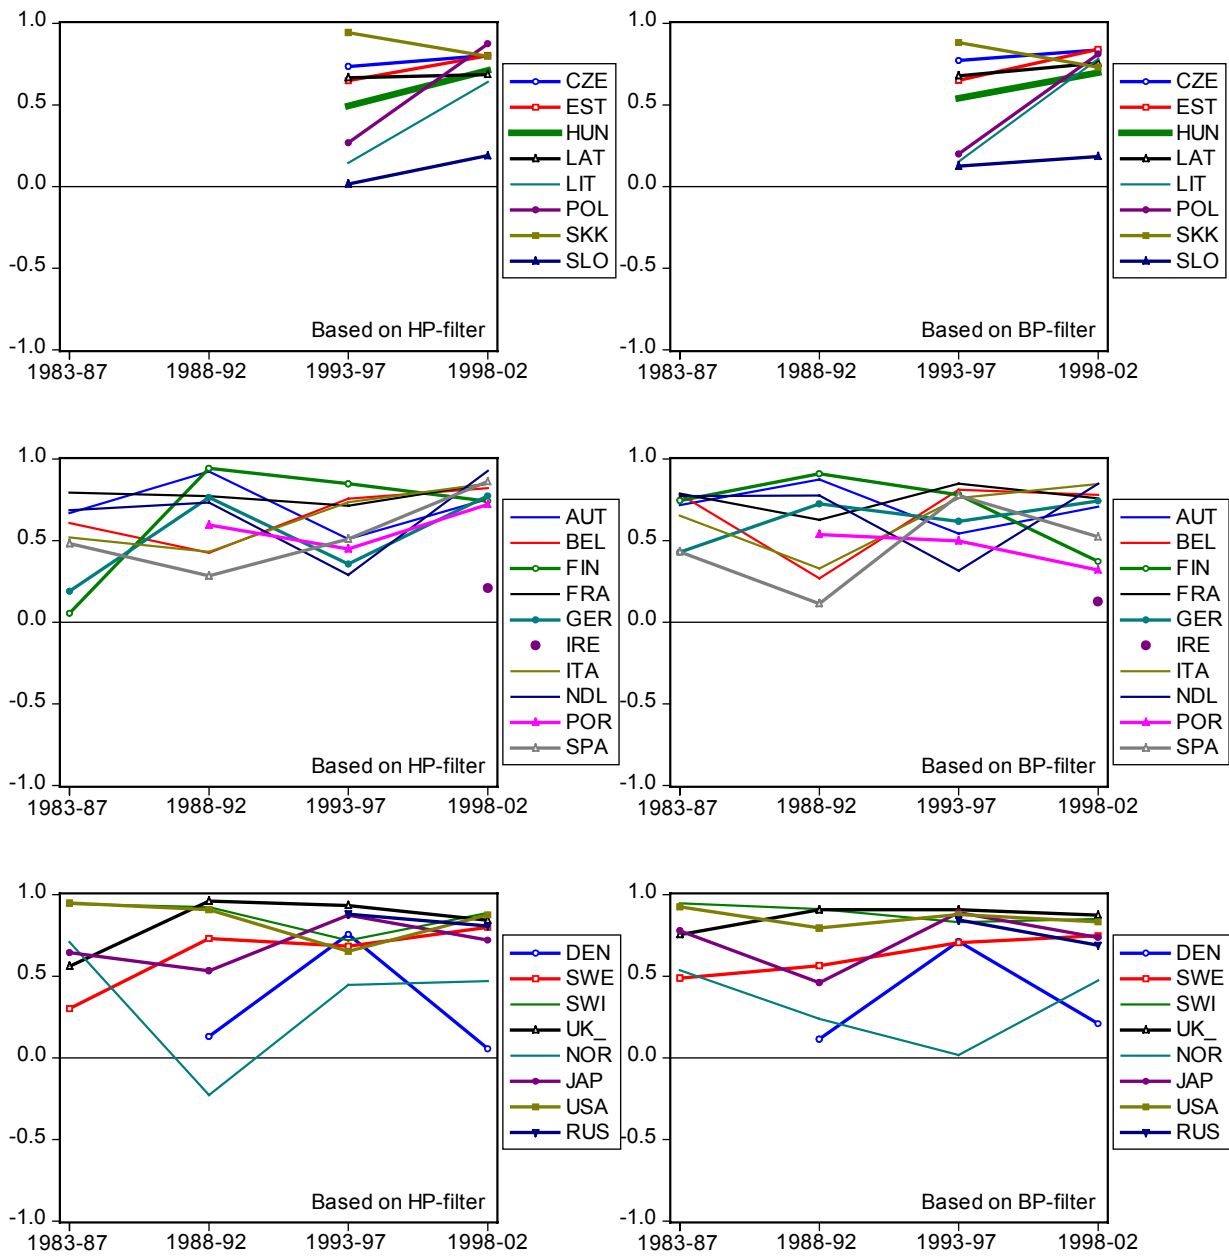 1.0
0.5
0.0
-0.5
-1.0
1983-87 1988-92 1993-97 1998-02
Based on HP-filter
CZE
EST
HUN
LAT
LIT
POL
SKK
SLO
1.0
0.5
0.0
-0.5
-1.0
1983-87 1988-92 1993-97 1998-02
Based on BP-filter
CZE
EST
HUN
LAT
LIT
POL
SKK
SLO
1.0
0.5
0.0
-0.5
-1.0
1983-87 1988-92 1993-97 1998-02
Based on HP-filter
AUT
BEL
FIN
FRA
GER
IRE
ITA
NDL
POR
SPA
1.0
0.5
0.0
-0.5
-1.0
1983-87 1988-92 1993-97 1998-02
Based on BP-filter
AUT
BEL
FIN
FRA
GER
IRE
ITA
NDL
POR
SPA
1.0
0.5
0.0
-0.5
-1.0
1983-87 1988-92 1993-97 1998-02
Based on HP-filter
DEN
SWE
SWI
UK_
NOR
JAP
USA
RUS
1.0
0.5
0.0
-0.5
-1.0
1983-87 1988-92 1993-97 1998-02
Based on BP-filter
DEN
SWE
SWI
UK_
NOR
JAP
USA
RUS